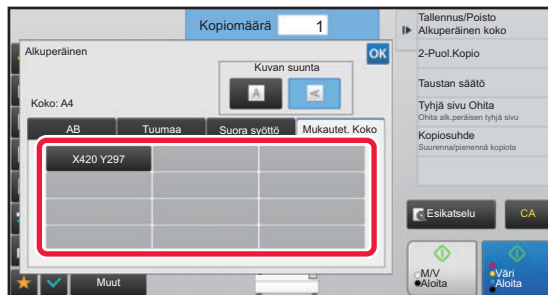 Kopiomäärä 1
Alkuperäinen
OK
Kuvan suunta
A A
Koko: A4
AB Tuumaa Suora syöttö Mukautet. Koko
X420 Y297
Muut
Tallennus/Poisto
Alkuperäinen koko
2-Puol.Kopio
Taustan säätö
Tyhjä sivu Ohita
Ohita alk.peräisen tyhjä sivu
Kopiosuhde
Suurenna/pienennä kopiota
Esikatselu CA
M/V
Aloita
Väri
Aloita